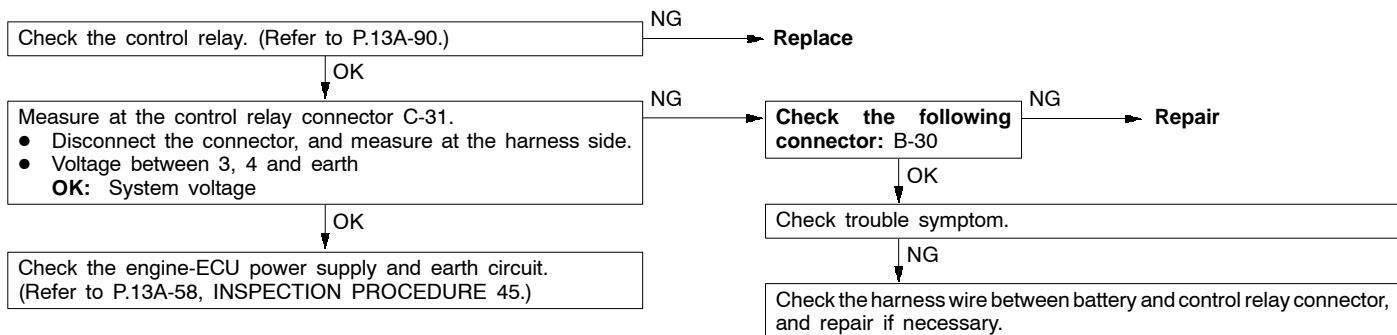 Check the control relay. (Refer to P.13A-90.)
NG
Replace
OK
Measure at the control relay connector C-31.
● Disconnect the connector, and measure at the harness side.
● Voltage between 3, 4 and earth
OK: System voltage
NG
Check the following
connector: B-30
NG
Repair
OK
Check trouble symptom.
NG
Check the harness wire between battery and control relay connector,
and repair if necessary.
OK
Check the engine-ECU power supply and earth circuit.
(Refer to P.13A-58, INSPECTION PROCEDURE 45.)